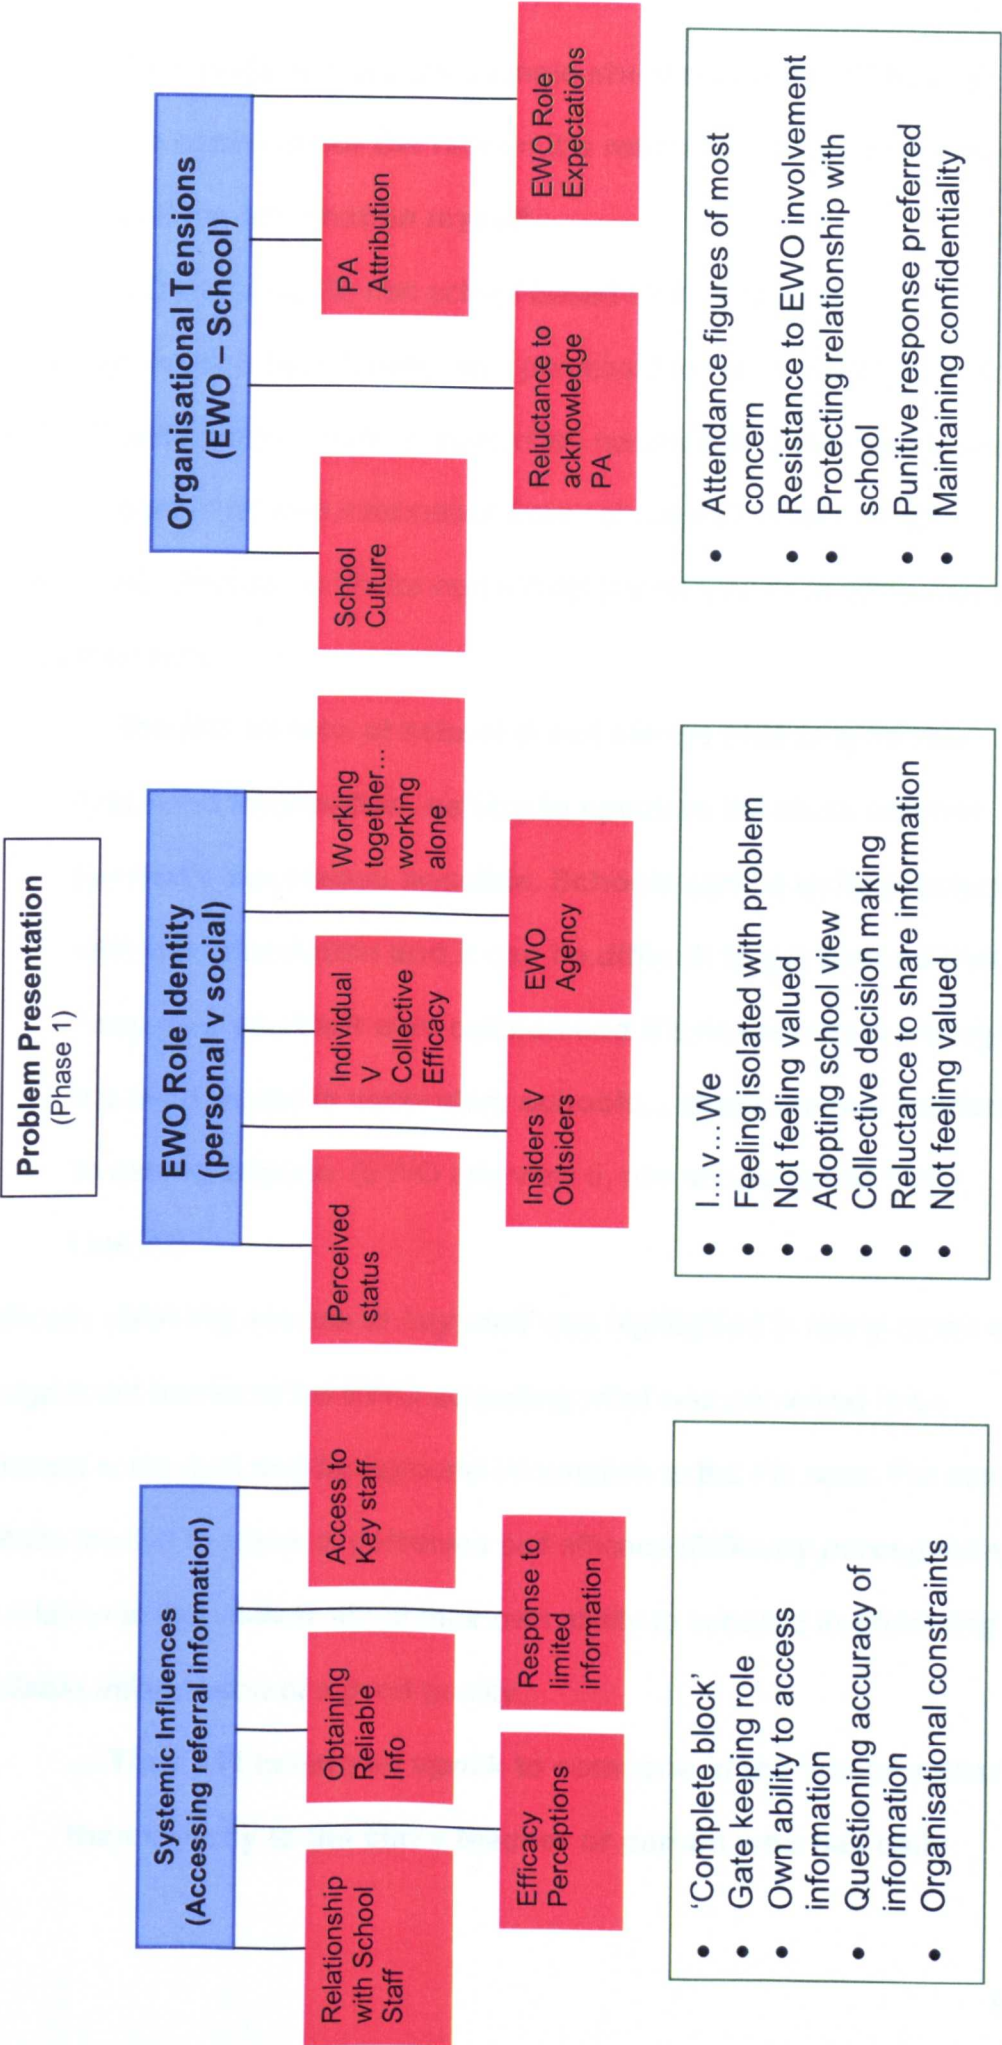 Problem Presentation
(Phase 1)
Systemic Influences
(Accessing referral information)
Relationship
with School
Staff
Obtaining
Reliable
Info
Access to
Key staff
Efficacy
Perceptions
Response to
limited
information
• 'Complete block'
• Gate keeping role
• Own ability to access
information
• Questioning accuracy of
information
• Organisational constraints
EWO Role Identity
(personal v social)
Perceived
status
Individual
V
Collective
Efficacy
Working
together…
working
alone
Insiders V
Outsiders
EWO
Agency
• I…v…We
• Feeling isolated with problem
• Not feeling valued
• Adopting school view
• Collective decision making
• Reluctance to share information
• Not feeling valued
Organisational Tensions
(EWO – School)
School
Culture
PA
Attribution
Reluctance to
acknowledge
PA
EWO Role
Expectations
• Attendance figures of most
concern
• Resistance to EWO involvement
• Protecting relationship with
school
• Punitive response preferred
• Maintaining confidentiality